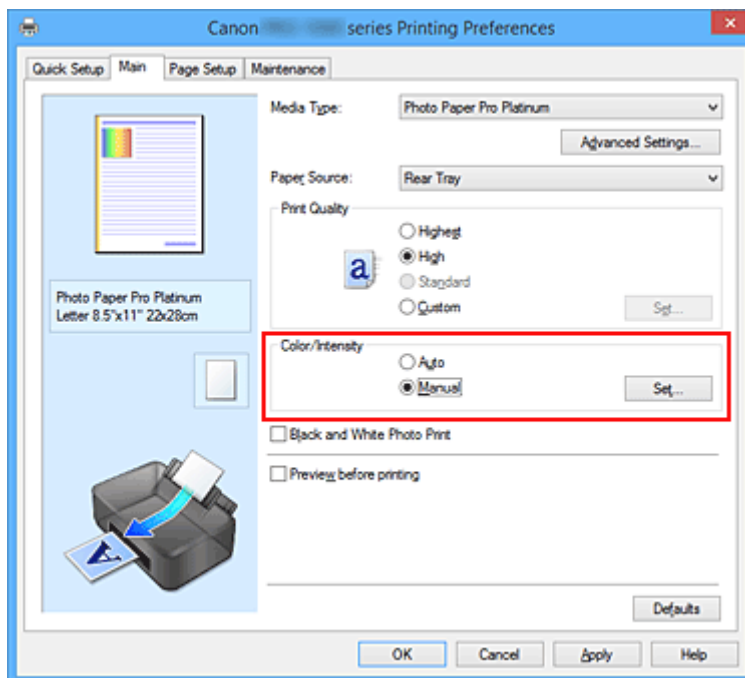 Canon series Printing Preferences
Quick Setup Main Page Setup Maintenance
Media Type: Photo Paper Pro Platinum
Advanced Settings...
Paper Source: Rear Tray
Print Quality
Highest
High
Standard
Custom Set...
a
Photo Paper Pro Platinum
Letter 8.5"x11" 22x28cm
Color/Intensity
Auto
Manual Set...
Black and White Photo Print
Preview before printing
A
Defaults
OK Cancel Apply Help